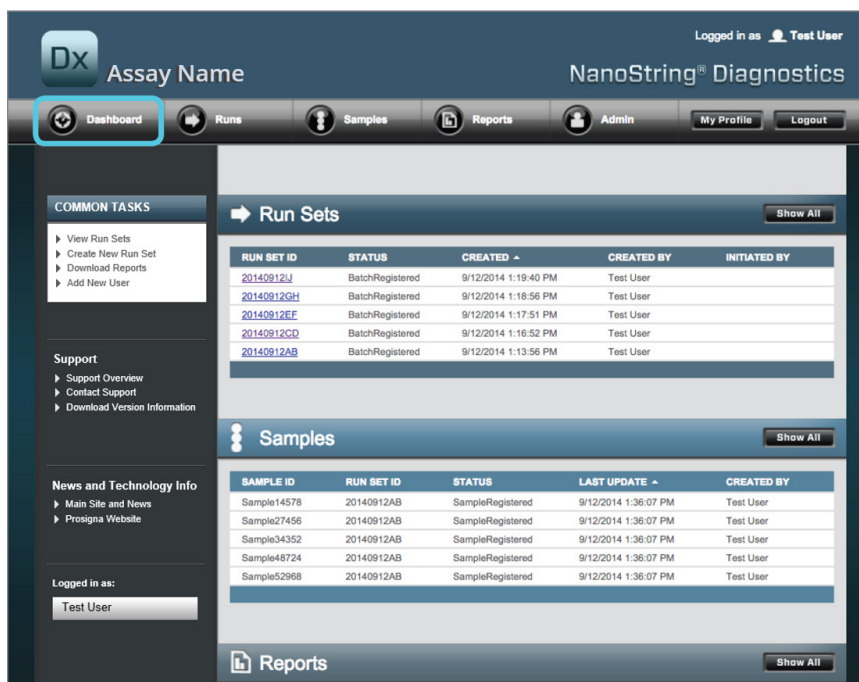 Logged in as Test User
Dx Assay Name
NanoString® Diagnostics
Dashboard Runs Samples Reports Admin My Profile Logout
COMMON TASKS
View Run Sets
Create New Run Set
Download Reports
Add New User
Support
Support Overview
Contact Support
Download Version Information
News and Technology Info
Main Site and News
Prosigna Website
Logged in as:
Test User
Run Sets Show All
RUN SET ID STATUS CREATED CREATED BY INITIATED BY
20140912IJ BatchRegistered 9/12/2014 1:19:40 PM Test User
20140912GH BatchRegistered 9/12/2014 1:18:56 PM Test User
20140912EF BatchRegistered 9/12/2014 1:17:51 PM Test User
20140912CD BatchRegistered 9/12/2014 1:16:52 PM Test User
20140912AB BatchRegistered 9/12/2014 1:13:56 PM Test User
Samples Show All
SAMPLE ID RUN SET ID STATUS LAST UPDATE CREATED BY
Sample14578 20140912AB SampleRegistered 9/12/2014 1:36:07 PM Test User
Sample27456 20140912AB SampleRegistered 9/12/2014 1:36:07 PM Test User
Sample34352 20140912AB SampleRegistered 9/12/2014 1:36:07 PM Test User
Sample48724 20140912AB SampleRegistered 9/12/2014 1:36:07 PM Test User
Sample52968 20140912AB SampleRegistered 9/12/2014 1:36:07 PM Test User
Reports Show All